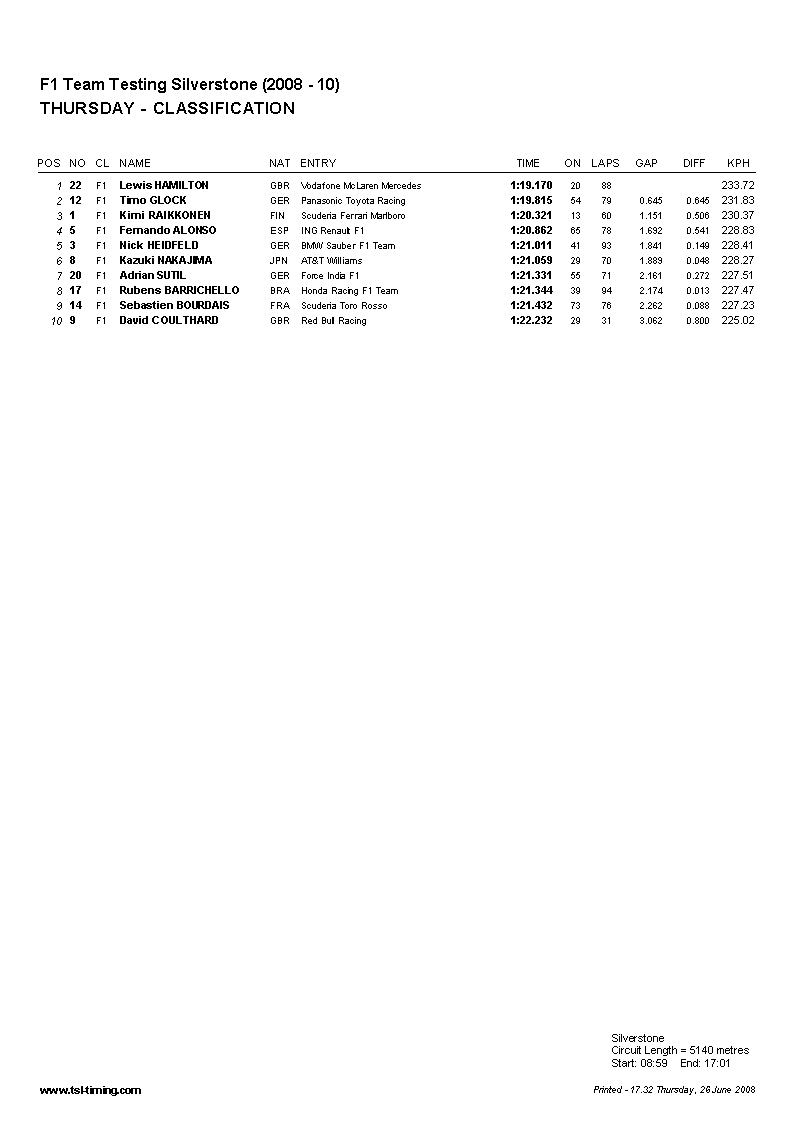 F1 Team Testing Silverstone (2008 - 10)
THURSDAY - CLASSIFICATION
POS NO CL NAME NAT ENTRY TIME ON LAPS GAP DIFF KPH
1 22 F1 Lewis HAMILTON GBR Vodafone McLaren Mercedes 1:19.170 20 88 233.72
2 12 F1 Timo GLOCK GER Panasonic Toyota Racing 1:19.815 54 79 0.645 0.645 231.83
3 1 F1 Kimi RAIKKONEN FIN Scuderia Ferrari Marlboro 1:20.321 13 60 1.151 0.506 230.37
4 5 F1 Fernando ALONSO ESP ING Renault F1 1:20.862 65 78 1.692 0.541 228.83
5 3 F1 Nick HEIDFELD GER BMW Sauber F1 Team 1:21.011 41 93 1.841 0.149 228.41
6 8 F1 Kazuki NAKAJIMA JPN AT&T Williams 1:21.059 29 70 1.889 0.048 228.27
7 20 F1 Adrian SUTIL GER Force India F1 1:21.331 55 71 2.161 0.272 227.51
8 17 F1 Rubens BARRICHELLO BRA Honda Racing F1 Team 1:21.344 39 94 2.174 0.013 227.47
9 14 F1 Sebastien BOURDAIS FRA Scuderia Toro Rosso 1:21.432 73 76 2.262 0.088 227.23
10 9 F1 David COULTHARD GBR Red Bull Racing 1:22.232 29 31 3.062 0.800 225.02
Silverstone
Circuit Length = 5140 metres
Start: 08:59 End: 17:01
www.tsl-timing.com Printed - 17.32 Thursday, 26 June 2008